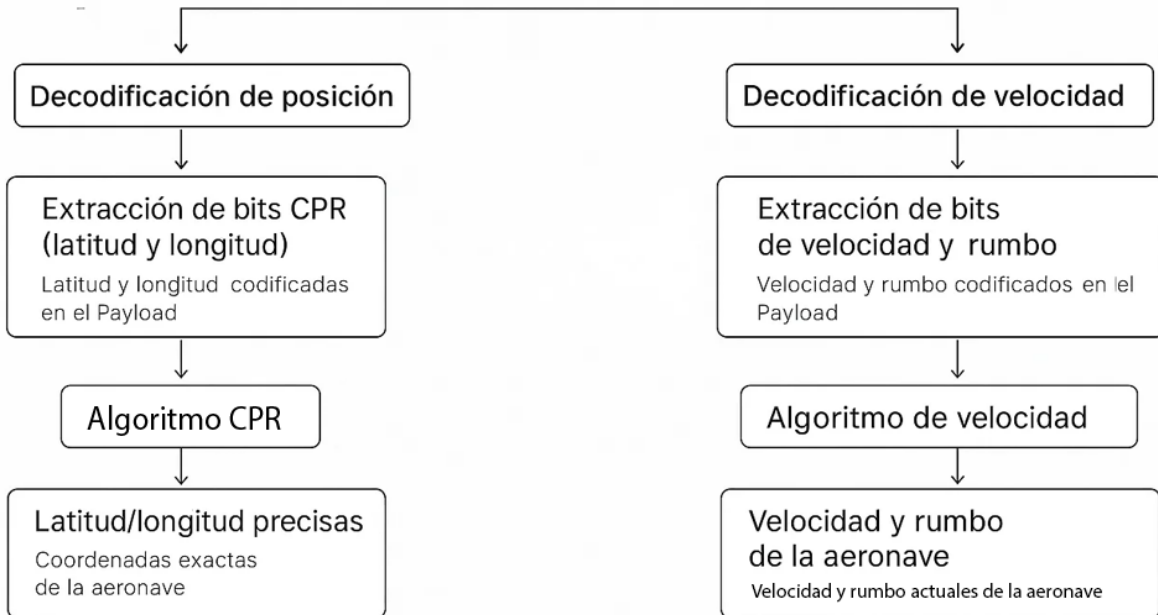 Decodificación de posición
Extracción de bits CPR
(latitud y longitud)
Latitud y longitud codificadas
en el Payload
Algoritmo CPR
Latitud/longitud precisas
Coordenadas exactas
de la aeronave
Decodificación de velocidad
Extracción de bits
de velocidad y rumbo
Velocidad y rumbo codificados en lel
Payload
Algoritmo de velocidad
Velocidad y rumbo
de la aeronave
Velocidad y rumbo actuales de la aeronave